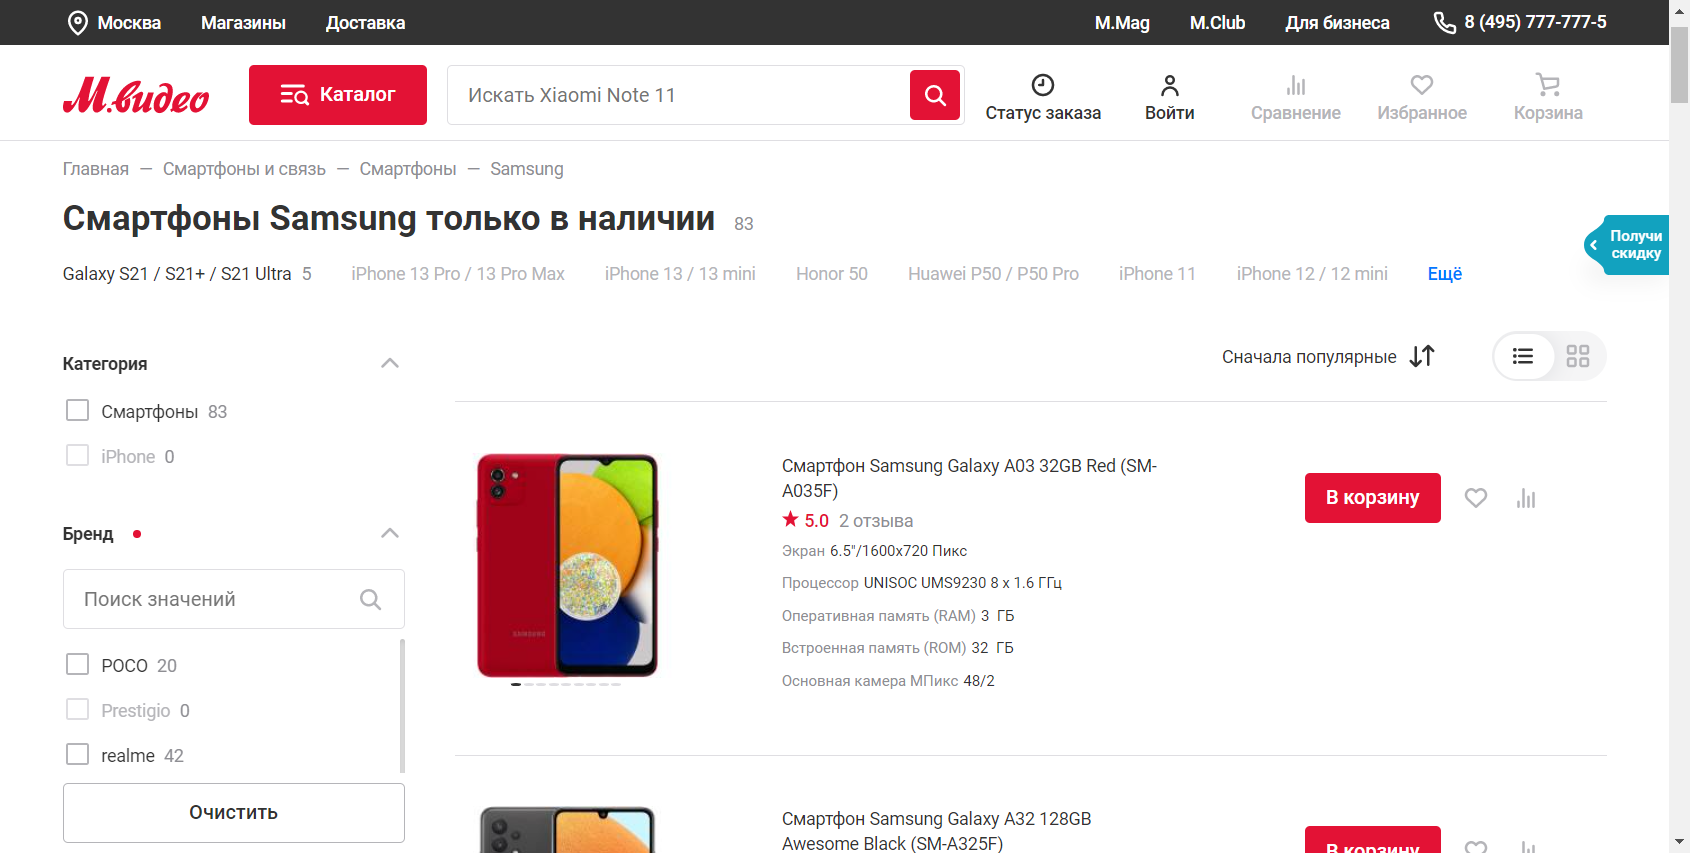 Москва Магазины Доставка M.Mag M.Club Для бизнеса 8 (495) 777-777-5
М.видео Каталог Искать Xiaomi Note 11 Статус заказа Войти Сравнение Избранное Корзина
Главная — Смартфоны и связь — Смартфоны — Samsung
Смартфоны Samsung только в наличии 83
Получи
скидку
Galaxy S21 / S21+ / S21 Ultra 5 iPhone 13 Pro / 13 Pro Max iPhone 13 / 13 mini Honor 50 Huawei P50 / P50 Pro iPhone 11 iPhone 12 / 12 mini Ещё
Сначала популярные
Категория
Смартфоны 83
iPhone 0
Бренд
Поиск значений
POCO 20
Prestigio 0
realme 42
Очистить
SAMSUNG
Смартфон Samsung Galaxy A03 32GB Red (SM-
A035F)
5.0 2 отзыва
Экран 6.5"/1600x720 Пикс
Процессор UNISOC UMS9230 8 x 1.6 ГГц
Оперативная память (RAM) 3 ГБ
Встроенная память (ROM) 32 ГБ
Основная камера МПикс 48/2
В корзину
Смартфон Samsung Galaxy A32 128GB
Awesome Black (SM-A325F)
В корзину